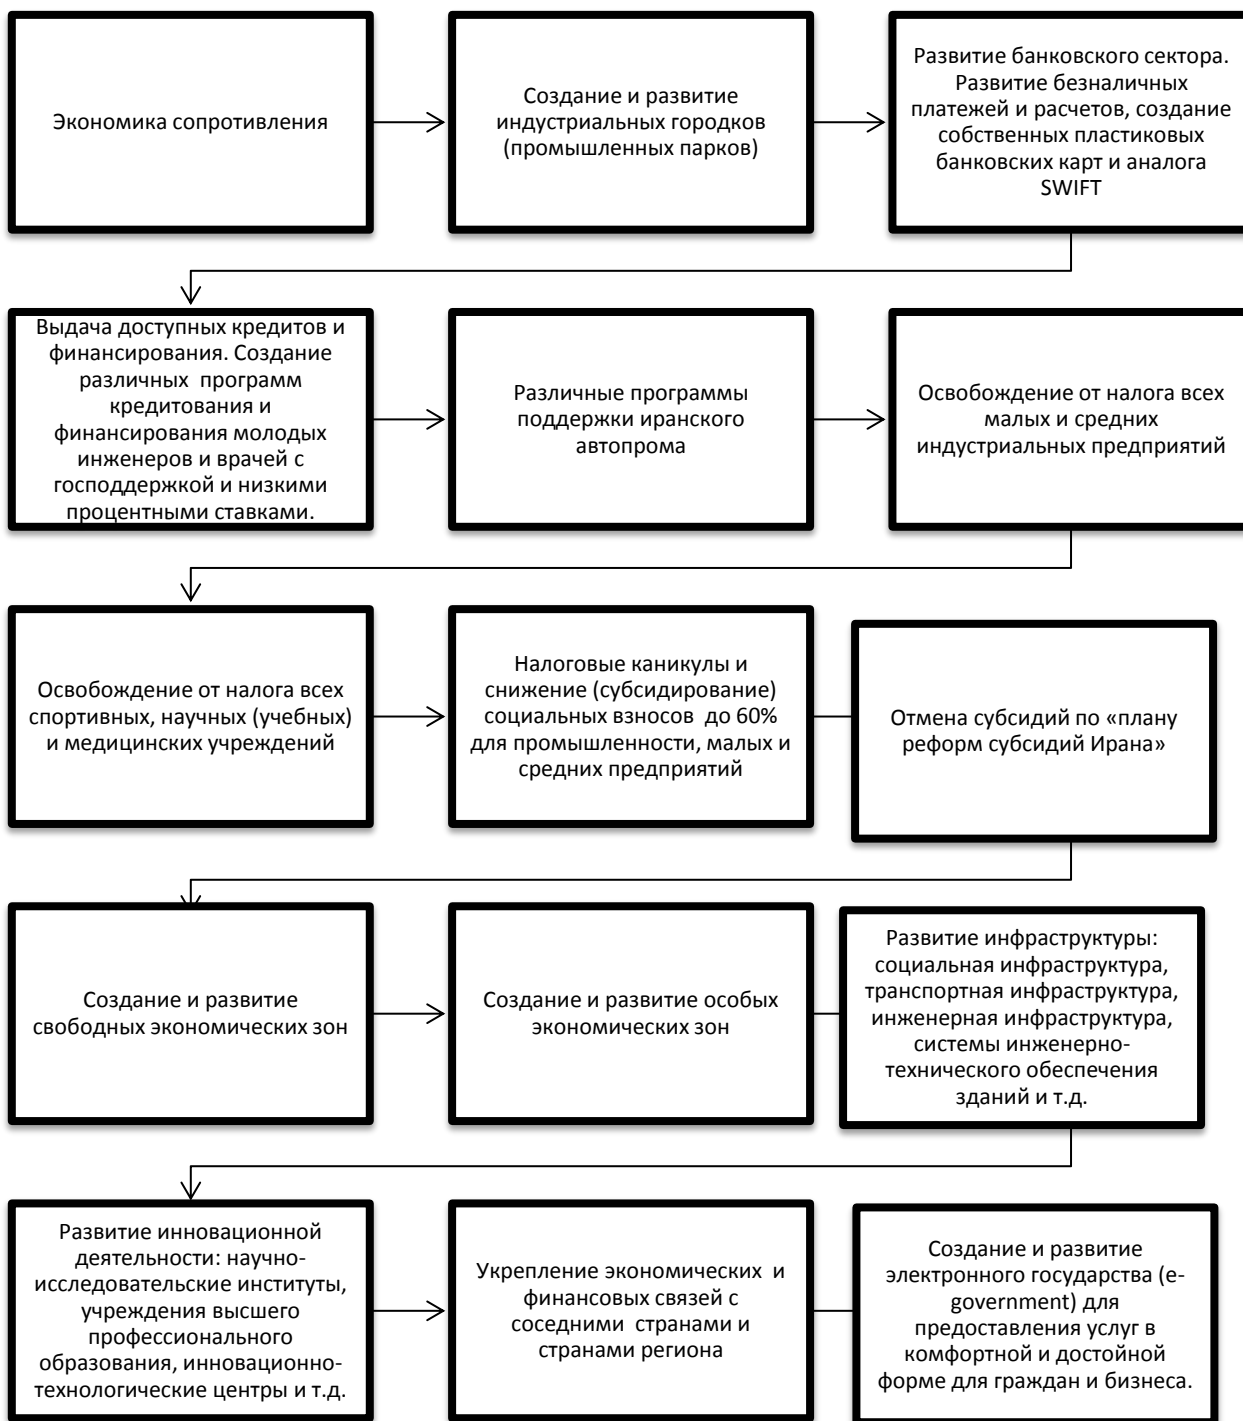 Экономика сопротивления
Создание и развитие
индустриальных городков
(промышленных парков)
Развитие банковского сектора.
Развитие безналичных
платежей и расчетов, создание
собственных пластиковых
банковских карт и аналога
SWIFT
Выдача доступных кредитов и
финансирования. Создание
различных программ
кредитования и
финансирования молодых
инженеров и врачей с
господдержкой и низкими
процентными ставками.
Различные программы
поддержки иранского
автопрома
Освобождение от налога всех
малых и средних
индустриальных предприятий
Освобождение от налога всех
спортивных, научных (учебных)
и медицинских учреждений
Налоговые каникулы и
снижение (субсидирование)
социальных взносов до 60%
для промышленности, малых и
средних предприятий
Отмена субсидий по «плану
реформ субсидий Ирана»
Создание и развитие
свободных экономических зон
Создание и развитие особых
экономических зон
Развитие инфраструктуры:
социальная инфраструктура,
транспортная инфраструктура,
инженерная инфраструктура,
системы инженерно-
технического обеспечения
зданий и т.д.
Развитие инновационной
деятельности: научно-
исследовательские институты,
учреждения высшего
профессионального
образования, инновационно-
технологические центры и т.д.
Укрепление экономических и
финансовых связей с
соседними странами и
странами региона
Создание и развитие
электронного государства (e-
government) для
предоставления услуг в
комфортной и достойной
форме для граждан и бизнеса.